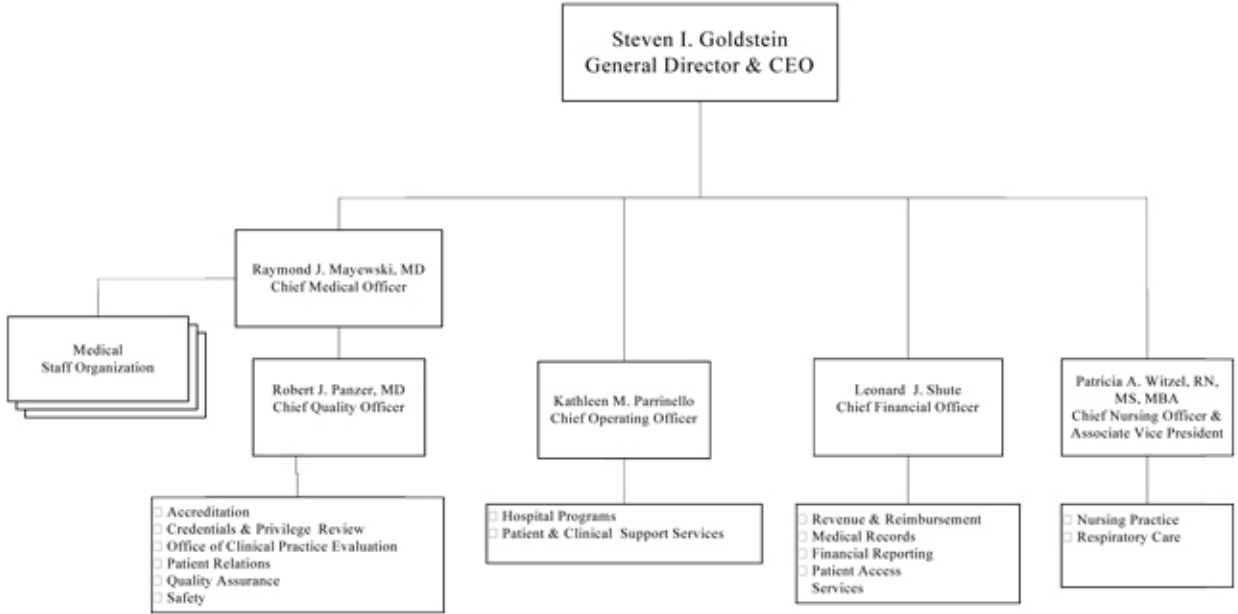 Steven I. Goldstein
General Director & CEO
Raymond J. Mayewski, MD
Chief Medical Officer
Medical
Staff Organization
Robert J. Panzer, MD
Chief Quality Officer
Kathleen M. Parrinello
Chief Operating Officer
Leonard J. Shute
Chief Financial Officer
Patricia A. Witzel, RN,
MS, MBA
Chief Nursing Officer &
Associate Vice President
Accreditation
Credentials & Privilege Review
Office of Clinical Practice Evaluation
Patient Relations
Quality Assurance
Safety
Hospital Programs
Patient & Clinical Support Services
Revenue & Reimbursement
Medical Records
Financial Reporting
Patient Access
Services
Nursing Practice
Respiratory Care